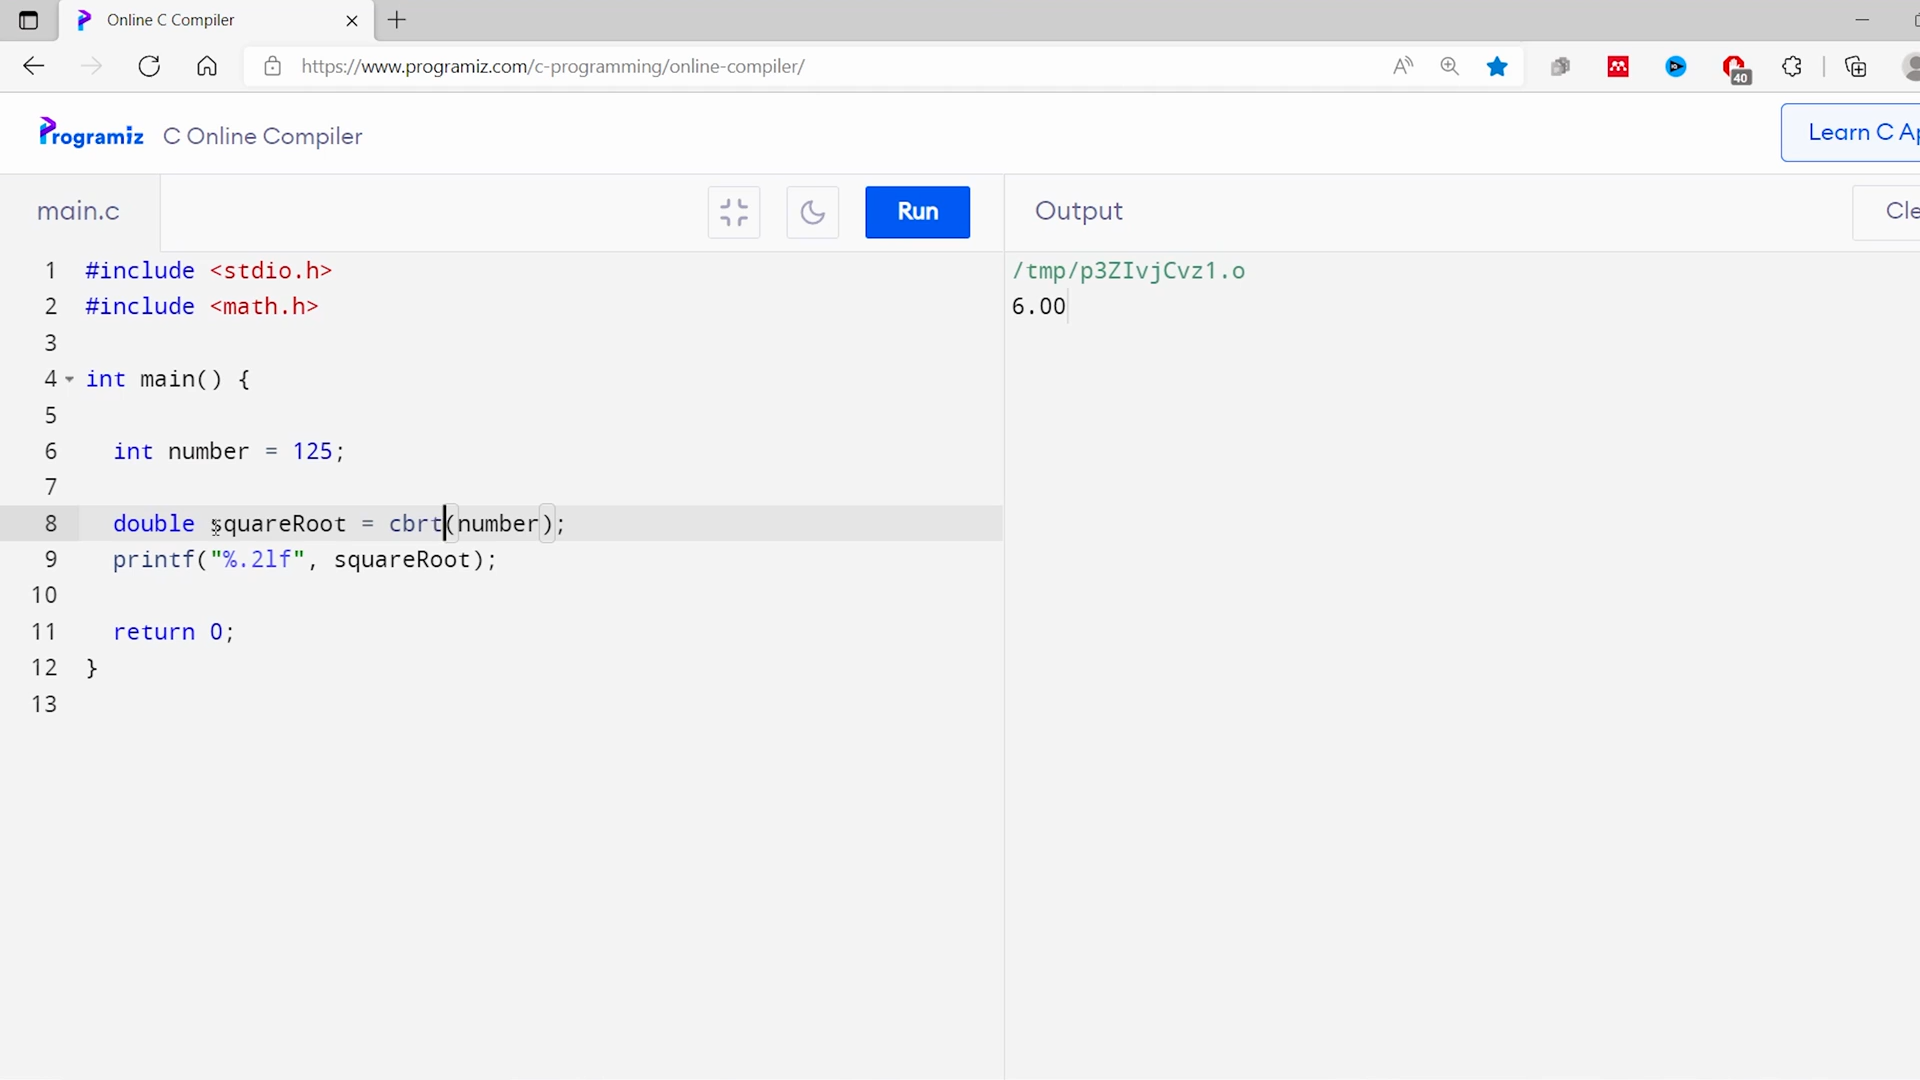 Online C Compiler
https://www.programiz.com/c-programming/online-compiler/
40
Programiz C Online Compiler
Learn C Ap
main.c
Run
Output
Cle
1 #include <stdio.h>
2 #include <math.h>
3
4 int main() {
5
6 int number = 125;
7
8 double squareRoot = cbrt(number);
9 printf("%.2lf", squareRoot);
10
11 return 0;
12 }
13
/tmp/p3ZIvjCvz1.o
6.00